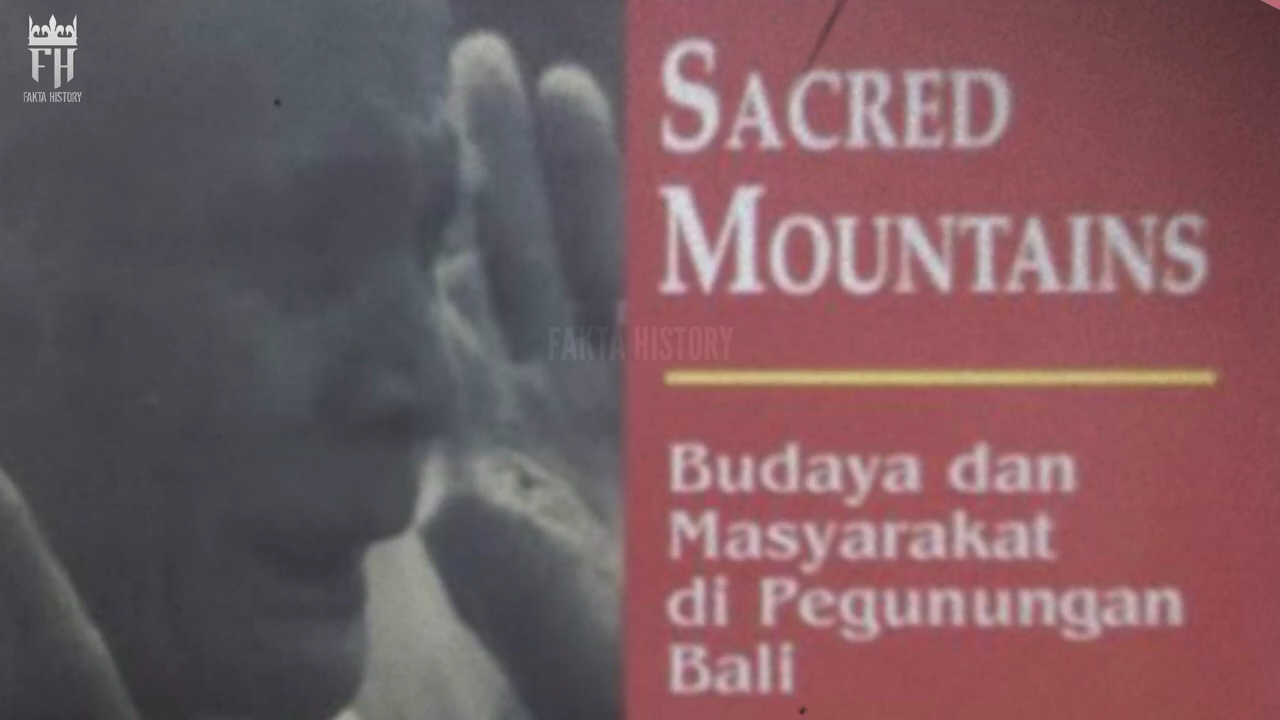 FH
FAKTA HISTORY
SACRED
MOUNTAINS
FAKTA HISTORY
Budaya dan
Masyarakat
di Pegunungan
Bali